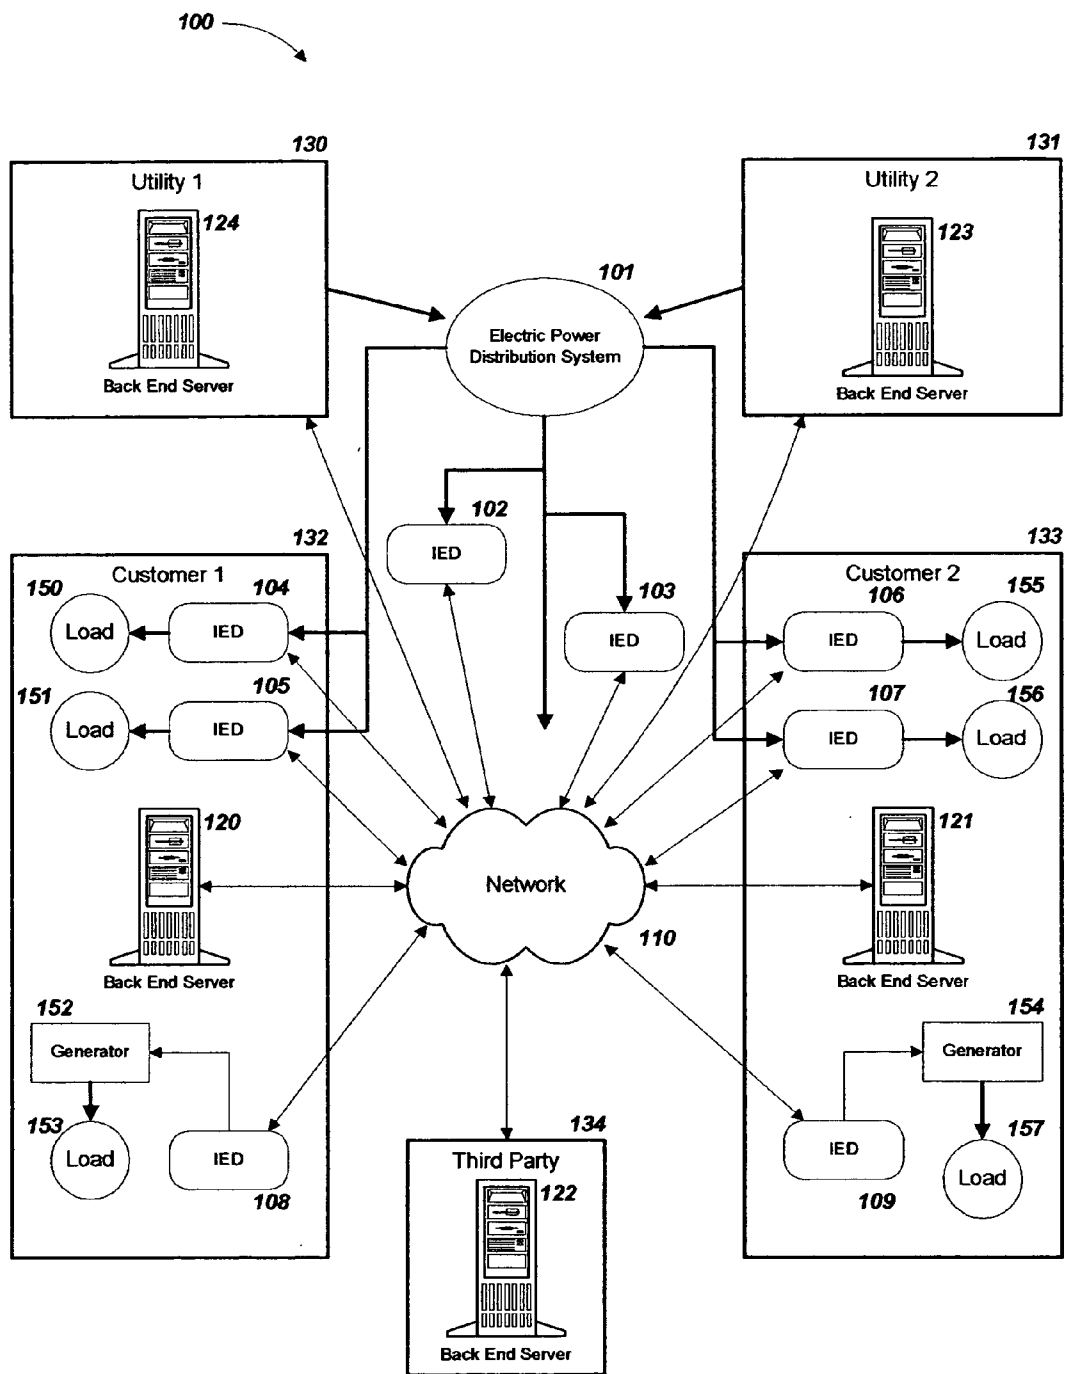 100
130
131
Utility 1
Utility 2
124
123
101
Electric Power
Distribution System
Back End Server
Back End Server
102
IED
132
133
Customer 1
Customer 2
150
104
103
106
155
Load
IED
IED
IED
Load
151
105
107
156
Load
IED
IED
Load
120
121
Network
110
Back End Server
Back End Server
152
154
Generator
Generator
153
134
157
Load
IED
Third Party
IED
Load
108
122
109
Back End Server